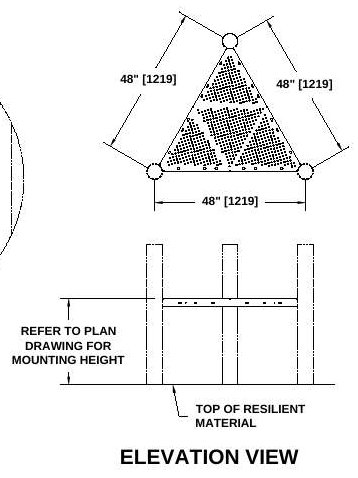 48" [1219]
48" [1219]
48" [1219]
REFER TO PLAN
DRAWING FOR
MOUNTING HEIGHT
TOP OF RESILIENT
MATERIAL
ELEVATION VIEW